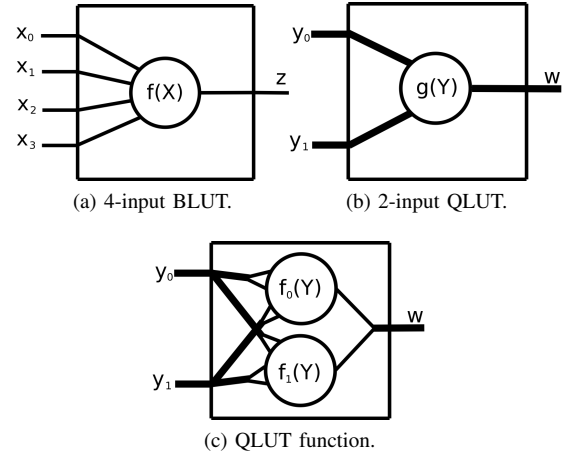 x₀
x₁
x₂
x₃
f(X)
z
(a) 4-input BLUT.
y₀
y₁
g(Y)
w
(b) 2-input QLUT.
y₀
y₁
f₀(Y)
f₁(Y)
w
(c) QLUT function.